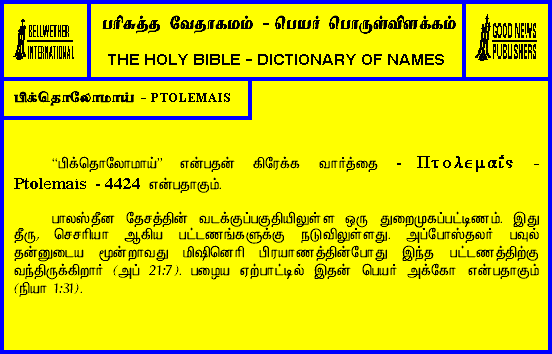 BELLWETHER
INTERNATIONAL
பரிசுத்த வேதாகமம் - பெயர் பொருள்விளக்கம்
THE HOLY BIBLE - DICTIONARY OF NAMES
GOOD NEWS
PUBLISHERS
பிக்தொலோமாய் - PTOLEMAIS
“பிக்தொலோமாய்” என்பதன் கிரேக்க வார்த்தை - Πτολεμαΐς -
Ptolemais - 4424 என்பதாகும்.
பாலஸ்தீன தேசத்தின் வடக்குப்பகுதியிலுள்ள ஒரு துறைமுகப்பட்டிணம். இது
தீரு, செசரியா ஆகிய பட்டணங்களுக்கு நடுவிலுள்ளது. அப்போஸ்தலர் பவுல்
தன்னுடைய மூன்றாவது மிஷினெரி பிரயாணத்தின்போது இந்த பட்டணத்திற்கு
வந்திருக்கிறார் (அப் 21:7). பழைய ஏற்பாட்டில் இதன் பெயர் அக்கோ என்பதாகும்
(நியா 1:31).